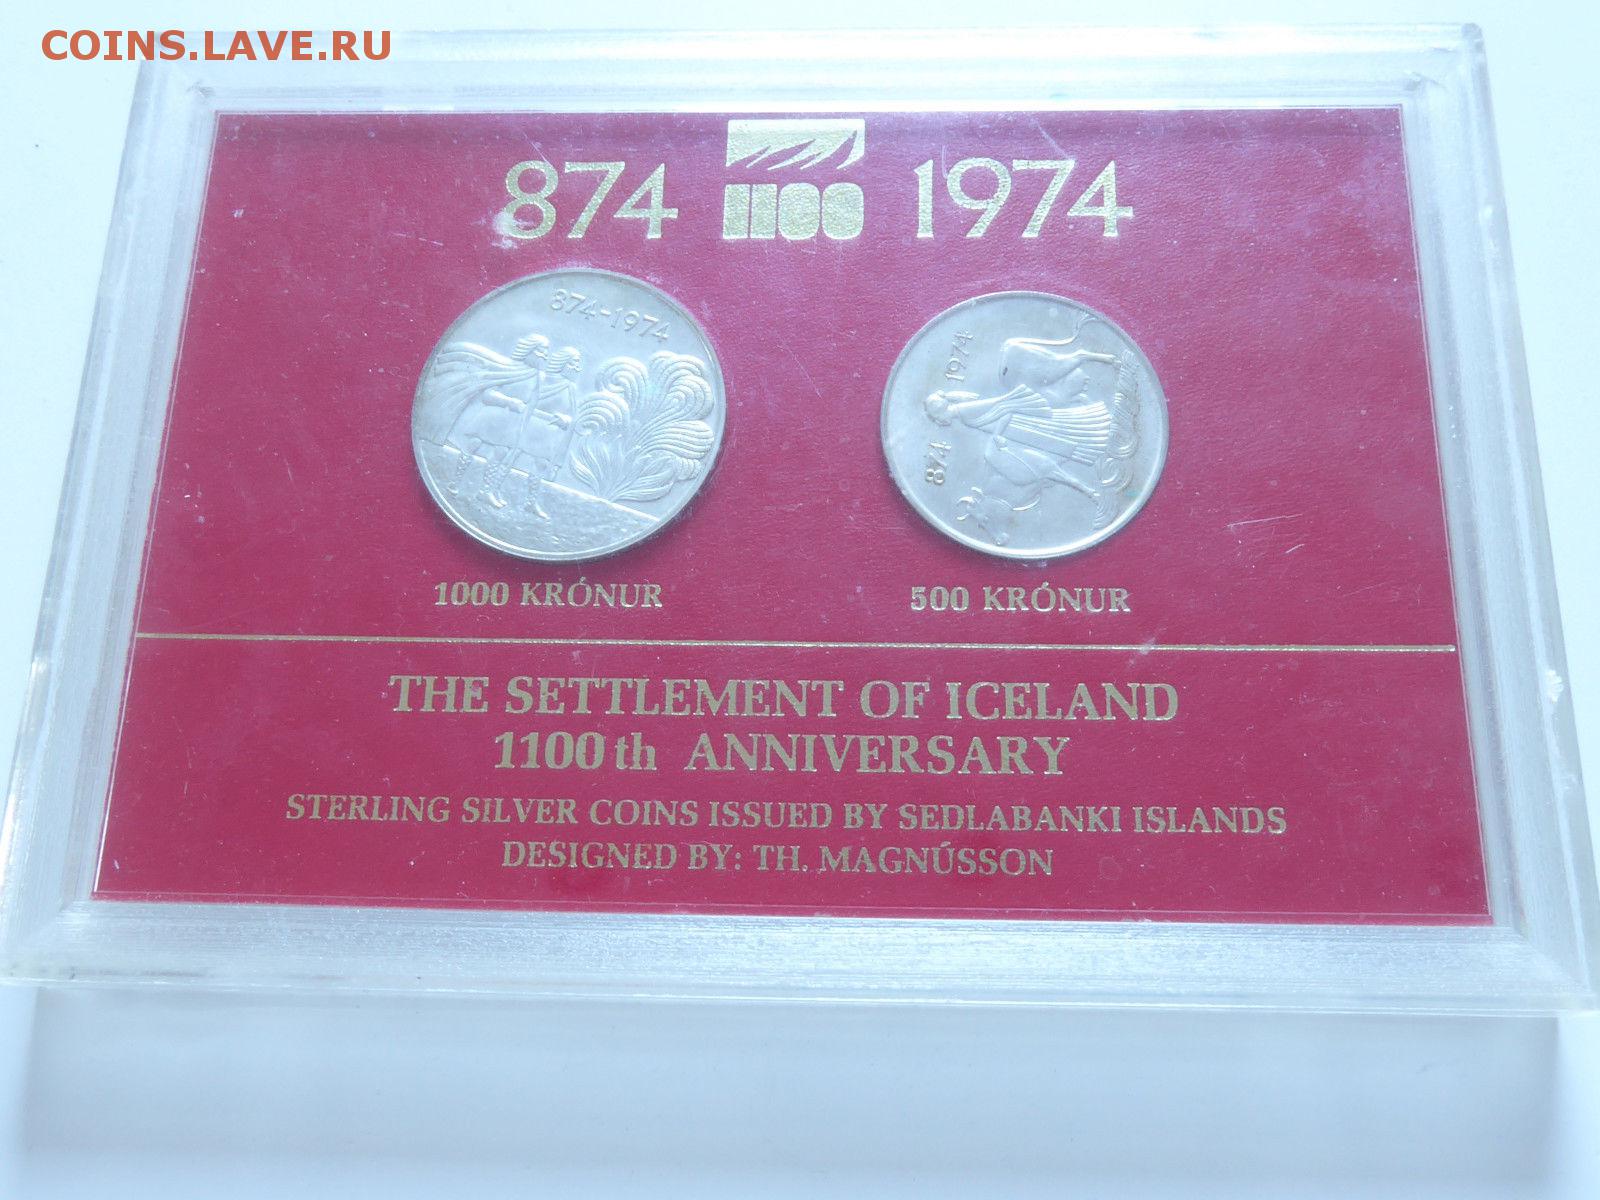 COINS.LAVE.RU
874 1100 1974
874-1974
874 1974
1000 KRÓNUR
500 KRÓNUR
THE SETTLEMENT OF ICELAND
1100th ANNIVERSARY
STERLING SILVER COINS ISSUED BY SEDLABANKI ISLANDS
DESIGNED BY: TH. MAGNÚSSON